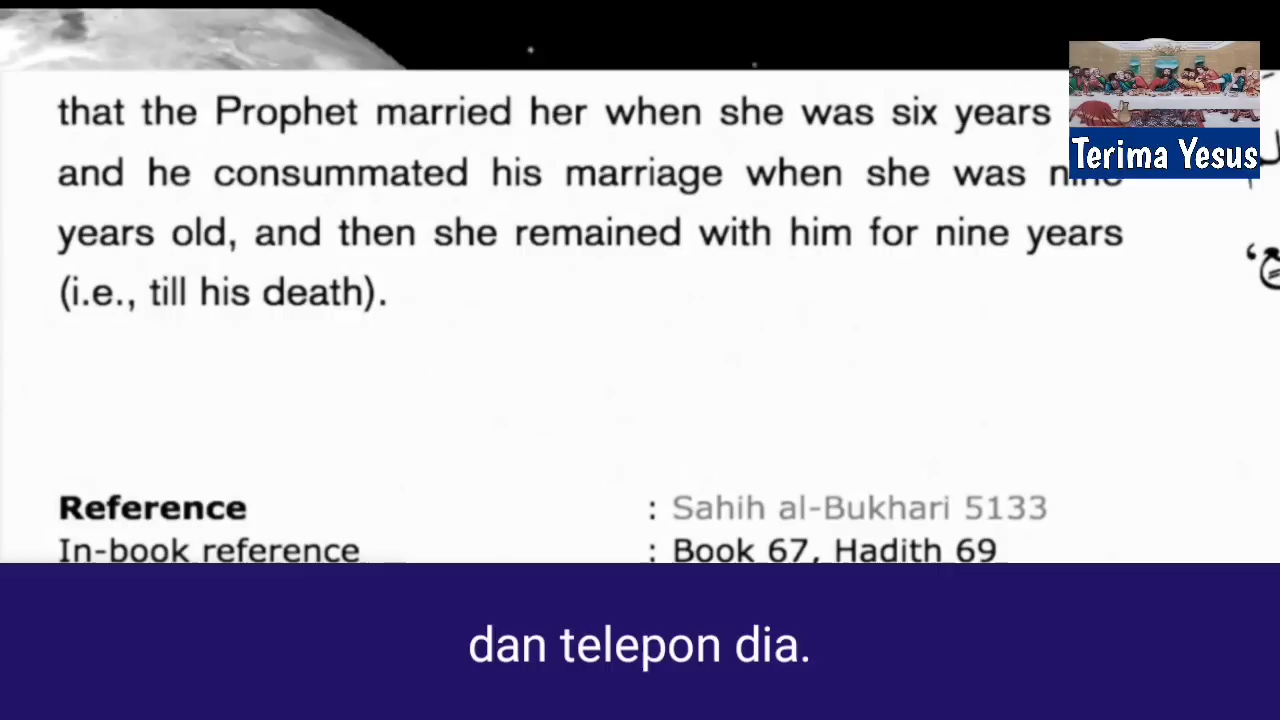 that the Prophet married her when she was six years
and he consummated his marriage when she was nine
years old, and then she remained with him for nine years
(i.e., till his death).
Terima Yesus
Reference : Sahih al-Bukhari 5133
In-book reference : Book 67, Hadith 69
dan telepon dia.